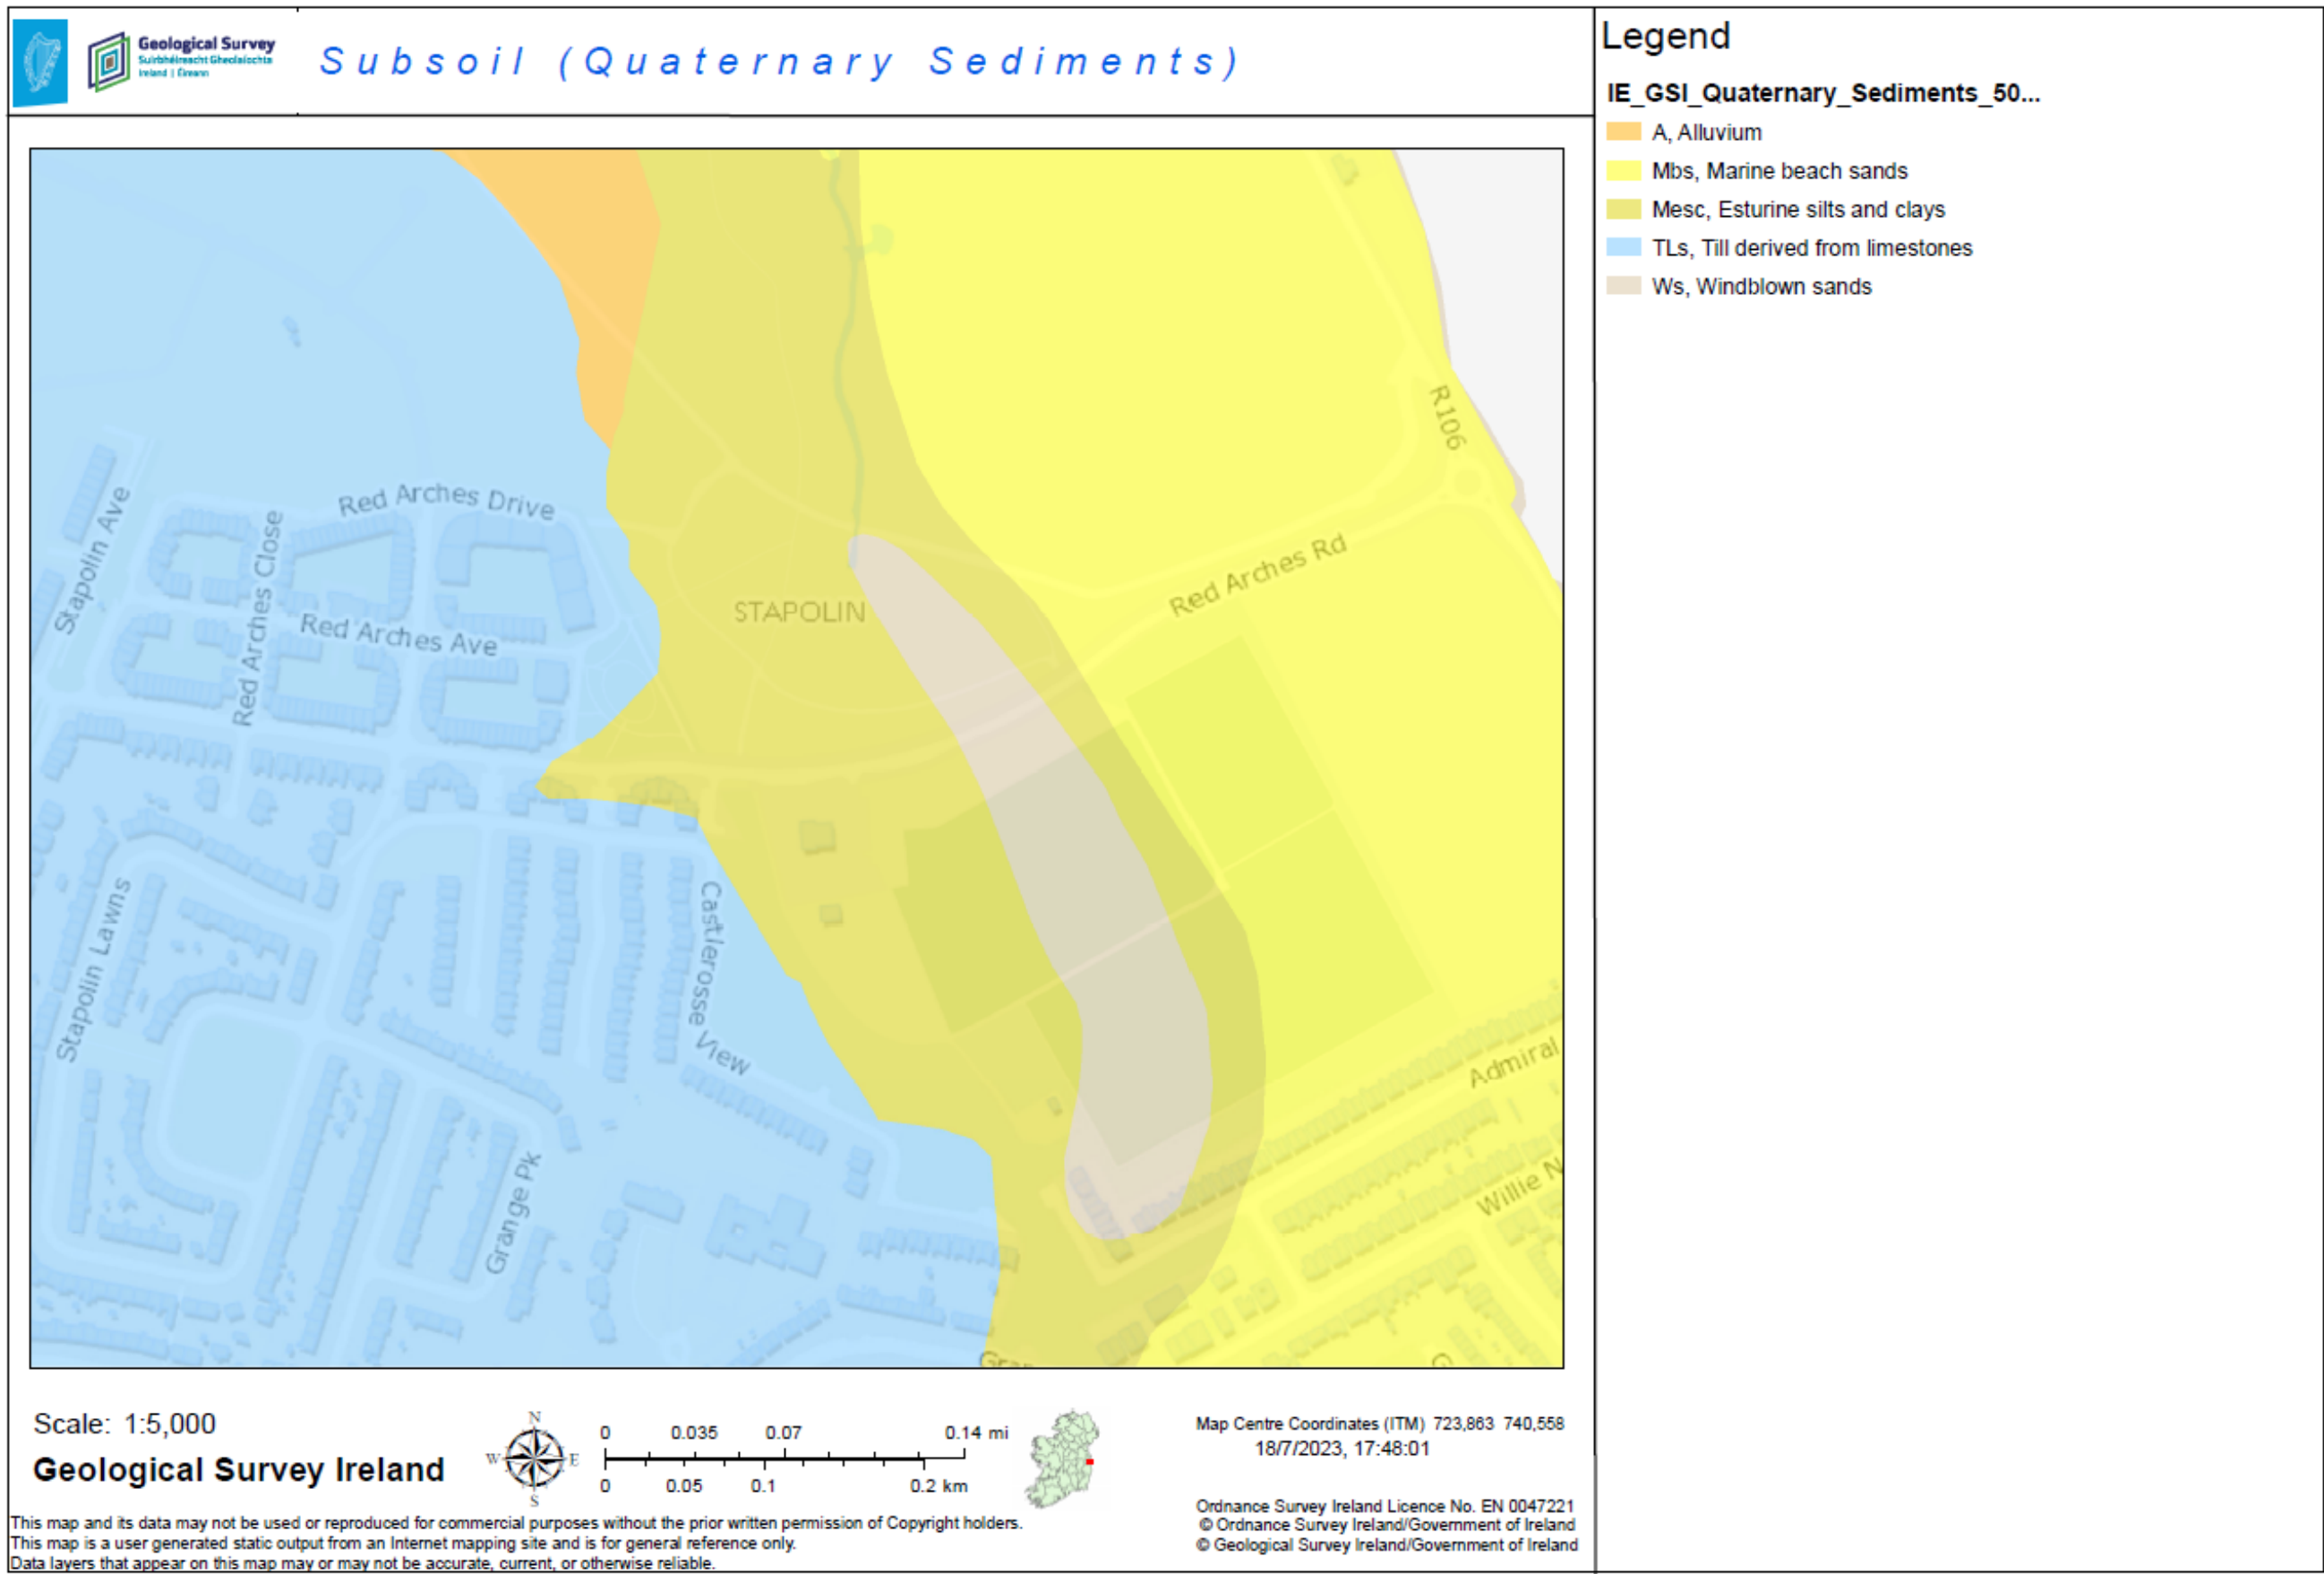 Geological Survey
Suirbhéireacht Gheolaíochta
Ireland | Éireann
Subsoil (Quaternary Sediments)
Legend
IE_GSI_Quaternary_Sediments_50...
A, Alluvium
Mbs, Marine beach sands
Mesc, Esturine silts and clays
TLs, Till derived from limestones
Ws, Windblown sands
R106
Red Arches Drive
Stapolin Ave
Red Arches Close
Red Arches Rd
STAPOLIN
Red Arches Ave
Castlerosse View
Stapolin Lawns
Admiral
Grange Pk
Willie N
Gra
G
Scale: 1:5,000
Geological Survey Ireland
N
W E
S
0 0.035 0.07 0.14 mi
0 0.05 0.1 0.2 km
Map Centre Coordinates (ITM) 723,863 740,558
18/7/2023, 17:48:01
Ordnance Survey Ireland Licence No. EN 0047221
© Ordnance Survey Ireland/Government of Ireland
© Geological Survey Ireland/Government of Ireland
This map and its data may not be used or reproduced for commercial purposes without the prior written permission of Copyright holders.
This map is a user generated static output from an Internet mapping site and is for general reference only.
Data layers that appear on this map may or may not be accurate, current, or otherwise reliable.